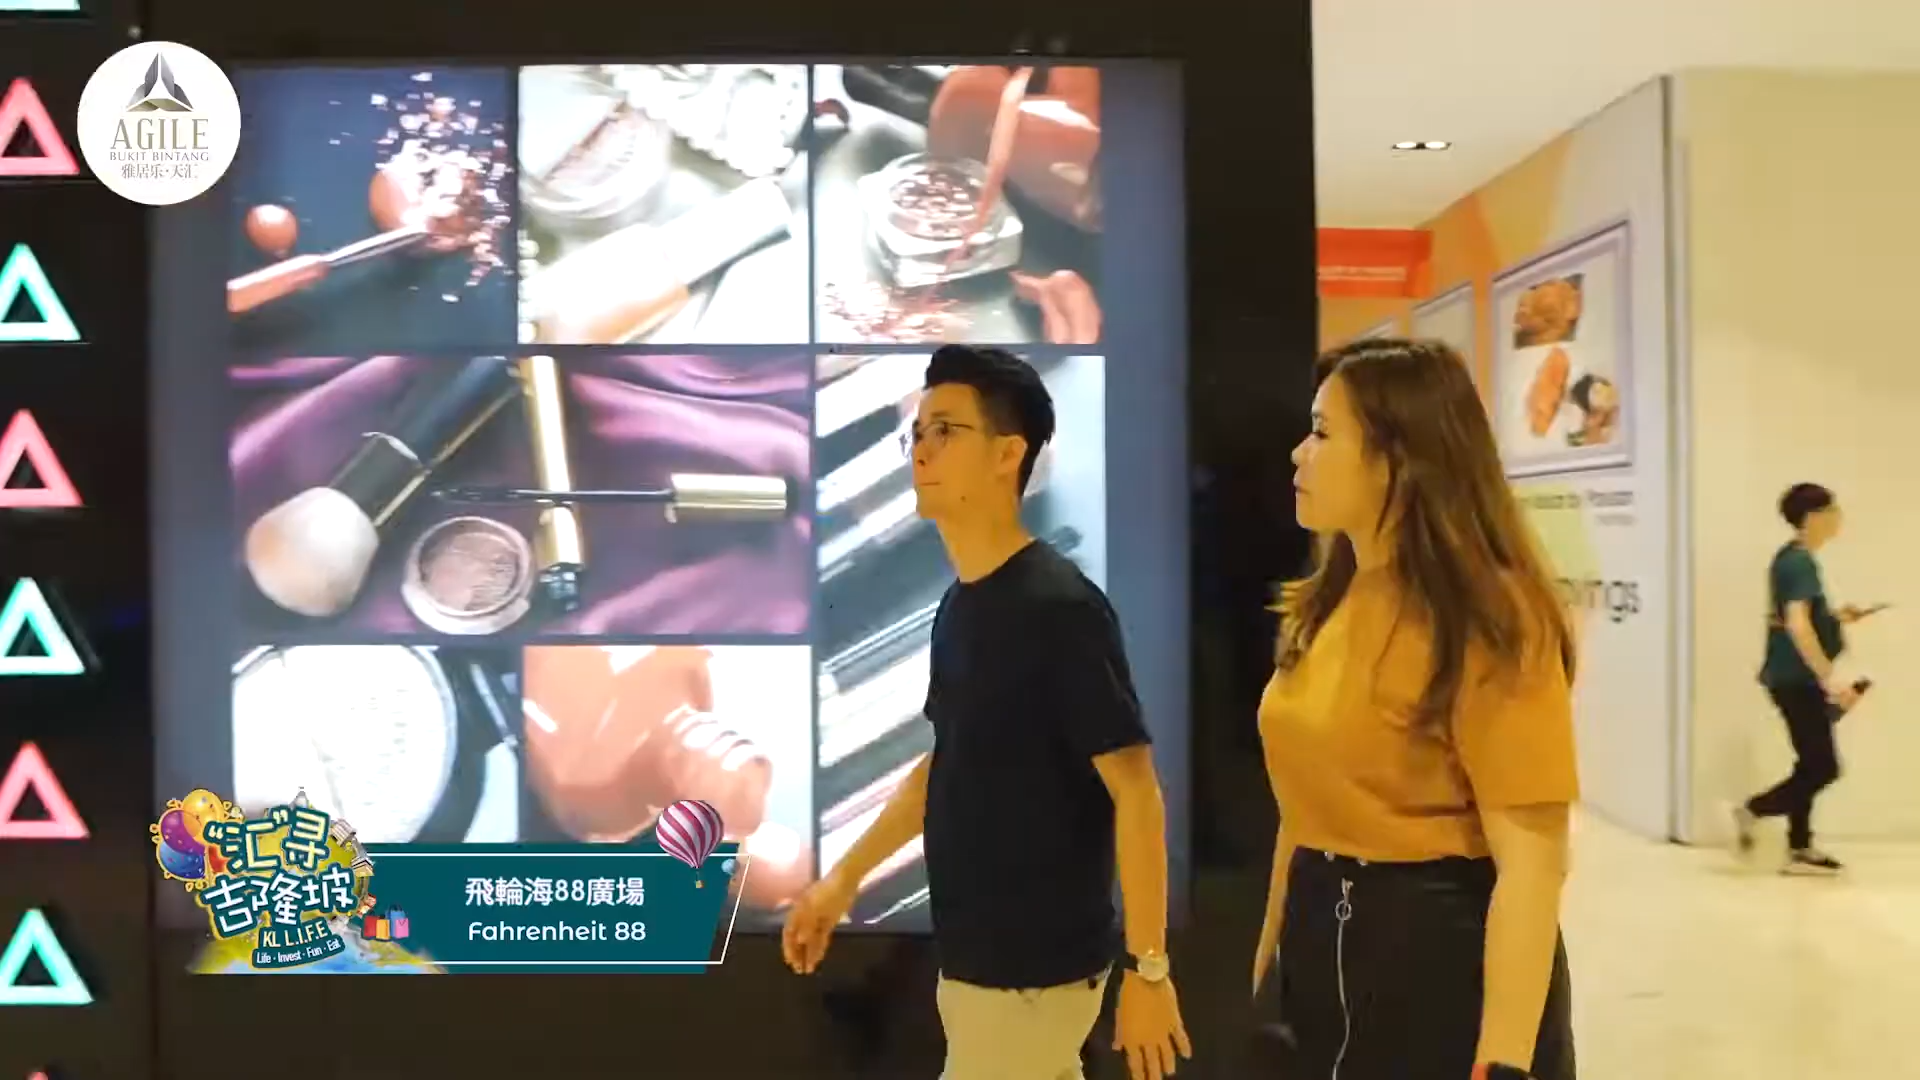 AGILE
BUKIT BINTANG
雅居乐·天汇
“汇”寻
吉隆坡
KL L.I.F.E
Life · Invest · Fun · Eat
飛輪海88廣場
Fahrenheit 88